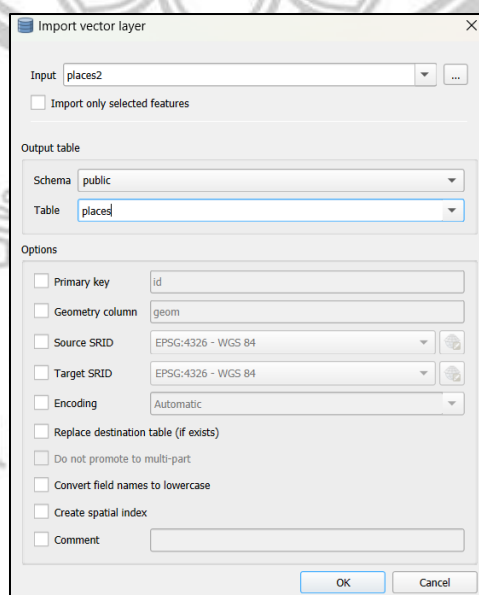 Import vector layer
Input places2 ...
Import only selected features
Output table
Schema public
Table places
Options
Primary key id
Geometry column geom
Source SRID EPSG:4326 - WGS 84
Target SRID EPSG:4326 - WGS 84
Encoding Automatic
Replace destination table (if exists)
Do not promote to multi-part
Convert field names to lowercase
Create spatial index
Comment
OK Cancel